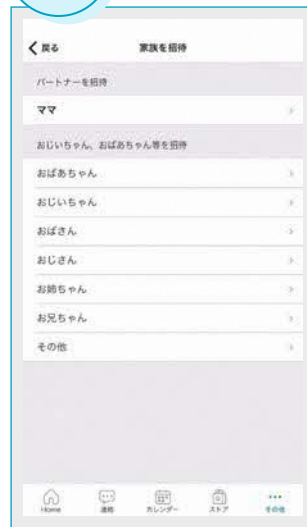 戻る 家族を招待
パートナーを招待
ママ
おじいちゃん、おばあちゃん等を招待
おばあちゃん
おじいちゃん
おばさん
おじさん
お姉ちゃん
お兄ちゃん
その他
Home 連絡 カレンダー ストア その他